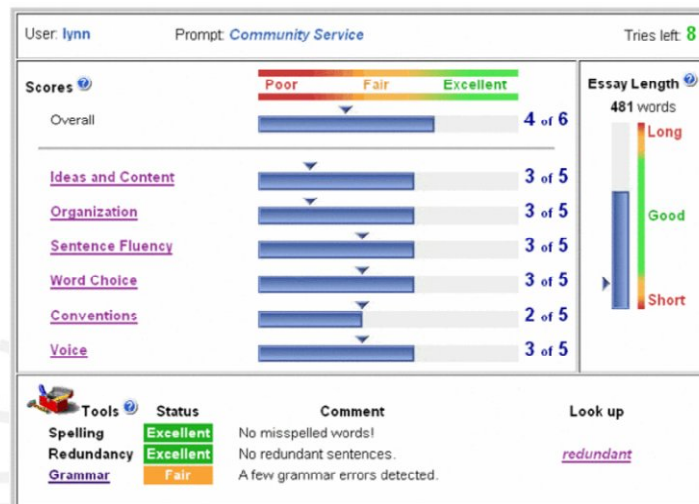 User: lynn Prompt: Community Service Tries left: 8
Scores
Poor Fair Excellent
Overall 4 of 6
Ideas and Content 3 of 5
Organization 3 of 5
Sentence Fluency 3 of 5
Word Choice 3 of 5
Conventions 2 of 5
Voice 3 of 5
Essay Length
481 words
Long
Good
Short
Tools Status Comment Look up
Spelling Excellent No misspelled words!
Redundancy Excellent No redundant sentences. redundant
Grammar Fair A few grammar errors detected.